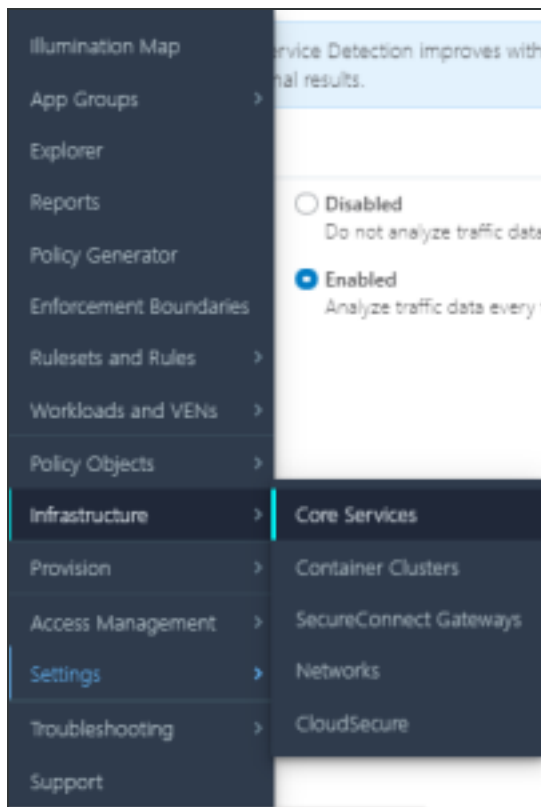 Illumination Map
App Groups
Explorer
Reports
Policy Generator
Enforcement Boundaries
Rulesets and Rules
Workloads and VENs
Policy Objects
Infrastructure
Provision
Access Management
Settings
Troubleshooting
Support
Core Services
Container Clusters
SecureConnect Gateways
Networks
CloudSecure
rvice Detection improves with
nal results.
Disabled
Do not analyze traffic data
Enabled
Analyze traffic data every